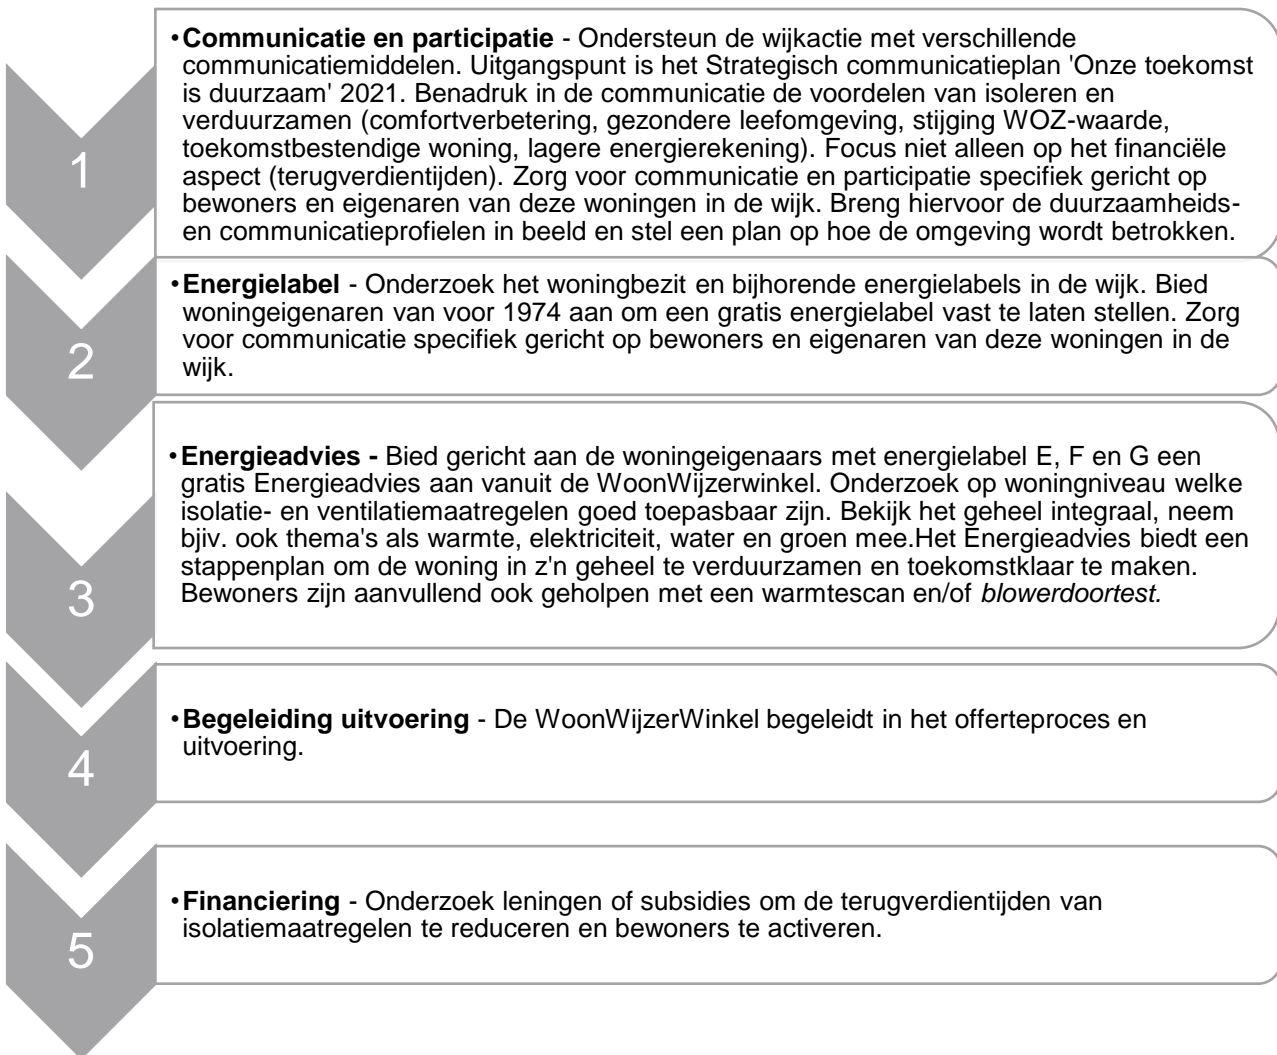 1
•Communicatie en participatie - Ondersteun de wijkactie met verschillende
communicatiemiddelen. Uitgangspunt is het Strategisch communicatieplan 'Onze toekomst
is duurzaam' 2021. Benadruk in de communicatie de voordelen van isoleren en
verduurzamen (comfortverbetering, gezondere leefomgeving, stijging WOZ-waarde,
toekomstbestendige woning, lagere energierekening). Focus niet alleen op het financiële
aspect (terugverdientijden). Zorg voor communicatie en participatie specifiek gericht op
bewoners en eigenaren van deze woningen in de wijk. Breng hiervoor de duurzaamheids-
en communicatieprofielen in beeld en stel een plan op hoe de omgeving wordt betrokken.
2
•Energielabel - Onderzoek het woningbezit en bijhorende energielabels in de wijk. Bied
woningeigenaren van voor 1974 aan om een gratis energielabel vast te laten stellen. Zorg
voor communicatie specifiek gericht op bewoners en eigenaren van deze woningen in de
wijk.
3
•Energieadvies - Bied gericht aan de woningeigenaars met energielabel E, F en G een
gratis Energieadvies aan vanuit de WoonWijzerwinkel. Onderzoek op woningniveau welke
isolatie- en ventilatiemaatregelen goed toepasbaar zijn. Bekijk het geheel integraal, neem
bjiv. ook thema's als warmte, elektriciteit, water en groen mee.Het Energieadvies biedt een
stappenplan om de woning in z'n geheel te verduurzamen en toekomstklaar te maken.
Bewoners zijn aanvullend ook geholpen met een warmtescan en/of blowerdoortest.
4
•Begeleiding uitvoering - De WoonWijzerWinkel begeleidt in het offerteproces en
uitvoering.
5
•Financiering - Onderzoek leningen of subsidies om de terugverdientijden van
isolatiemaatregelen te reduceren en bewoners te activeren.